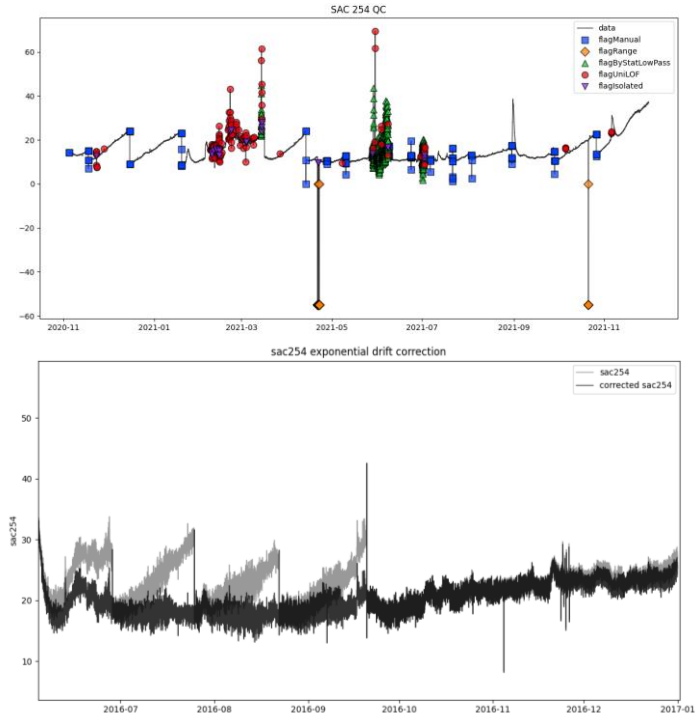 SAC 254 QC
data
flagManual
flagRange
flagByStatLowPass
flagUniLOF
flagIsolated
60
40
20
0
−20
−40
−60
2020-11 2021-01 2021-03 2021-05 2021-07 2021-09 2021-11
sac254 exponential drift correction
sac254
corrected sac254
sac254
50
40
30
20
10
2016-07 2016-08 2016-09 2016-10 2016-11 2016-12 2017-01